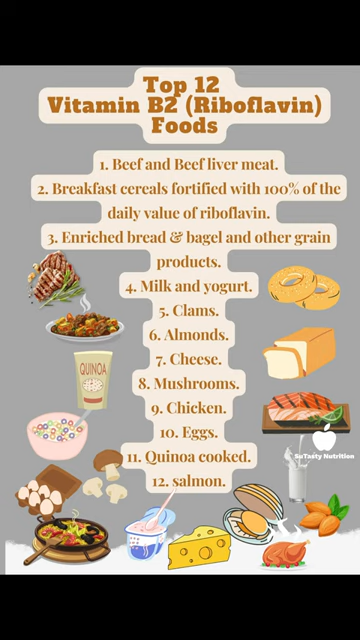 Top 12
Vitamin B2 (Riboflavin)
Foods
1. Beef and Beef liver meat.
2. Breakfast cereals fortified with 100% of the
daily value of riboflavin.
3. Enriched bread & bagel and other grain
products.
4. Milk and yogurt.
5. Clams.
6. Almonds.
7. Cheese.
8. Mushrooms.
9. Chicken.
10. Eggs.
11. Quinoa cooked.
12. salmon.
QUINOA
SuTasty Nutrition